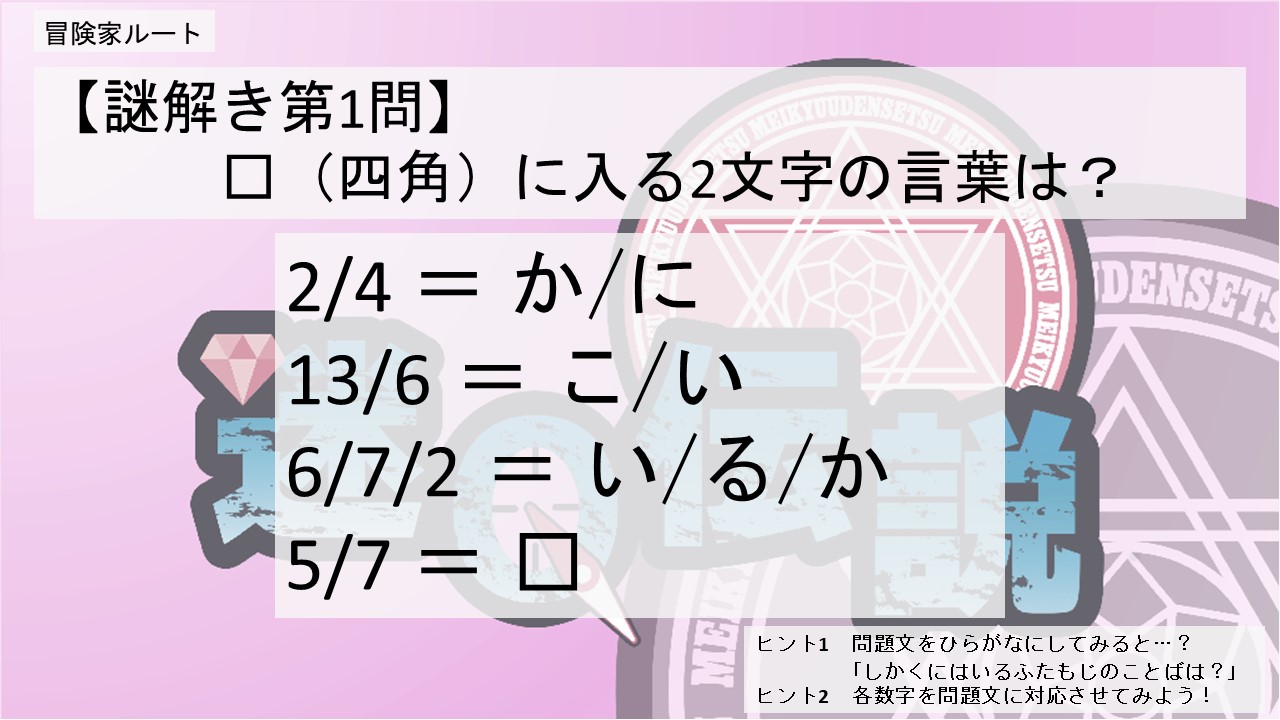 冒険家ルート
【謎解き第1問】
□（四角）に入る2文字の言葉は？
2/4 ＝ か/に
13/6 ＝ こ/い
6/7/2 ＝ い/る/か
5/7 ＝ □
ヒント1　問題文をひらがなにしてみると…？
「しかくにはいるふたもじのことばは？」
ヒント2　各数字を問題文に対応させてみよう！
MEIKYUUDENSETSU MEIKYUUDENSETSU